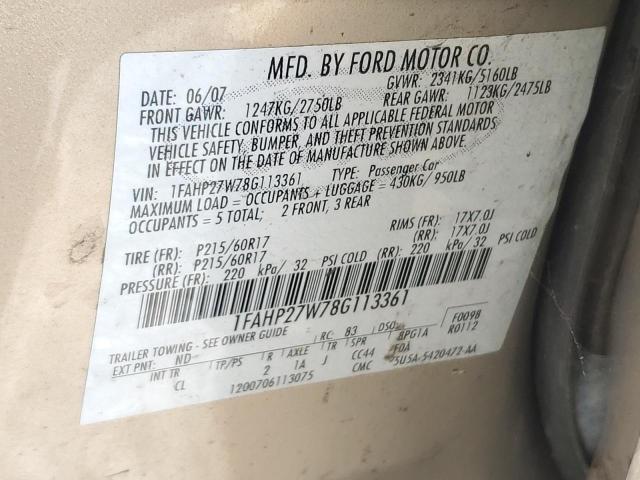 MFD. BY FORD MOTOR CO.
DATE: 06/07 GVWR: 2341KG/5160LB
FRONT GAWR: 1247KG/2750LB REAR GAWR: 1123KG/2475LB
THIS VEHICLE CONFORMS TO ALL APPLICABLE FEDERAL MOTOR
VEHICLE SAFETY, BUMPER, AND THEFT PREVENTION STANDARDS
IN EFFECT ON THE DATE OF MANUFACTURE SHOWN ABOVE
VIN: 1FAHP27W78G113361 TYPE: Passenger Car
MAXIMUM LOAD = OCCUPANTS + LUGGAGE = 430KG/950LB
OCCUPANTS = 5 TOTAL; 2 FRONT, 3 REAR
TIRE (FR): P215/60R17 RIMS (FR): 17X7.0J
(RR): P215/60R17 (RR): 17X7.0J
PRESSURE (FR): 220 kPa/ 32 PSI COLD (RR): 220 kPa/ 32 PSI COLD
1FAHP27W78G113361
F0098
R0112
TRAILER TOWING - SEE OWNER GUIDE RC: 83 DSO:
EXT PNT: ND
INT TR TP/PS R AXLE TR SPR 8PG1A
CL 2 1A J CC44 FOA
1200706113075 CMC 5U5A-5420472-AA